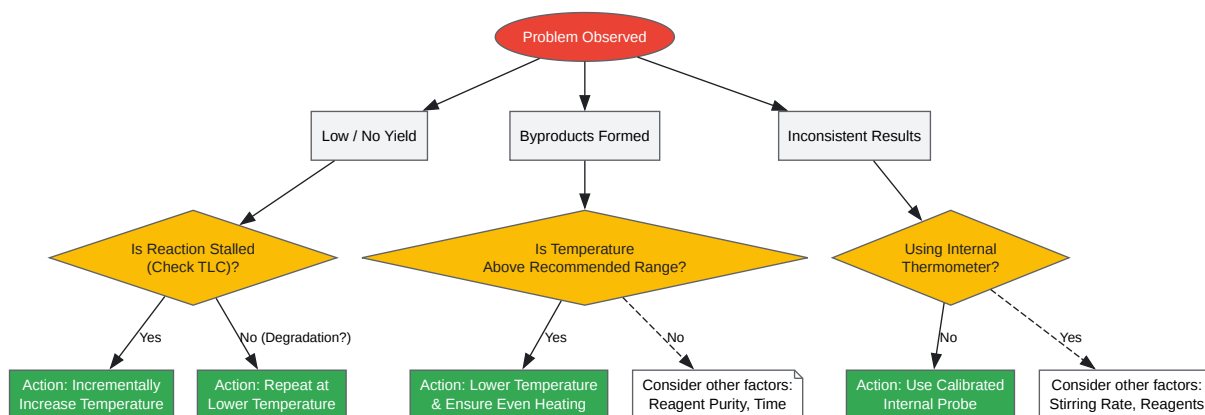 Problem Observed
Low / No Yield
Byproducts Formed
Inconsistent Results
Is Reaction Stalled
(Check TLC)?
Is Temperature
Above Recommended Range?
Using Internal
Thermometer?
Yes
No (Degradation?)
Yes
No
No
Yes
Action: Incrementally
Increase Temperature
Action: Repeat at
Lower Temperature
Action: Lower Temperature
& Ensure Even Heating
Consider other factors:
Reagent Purity, Time
Action: Use Calibrated
Internal Probe
Consider other factors:
Stirring Rate, Reagents